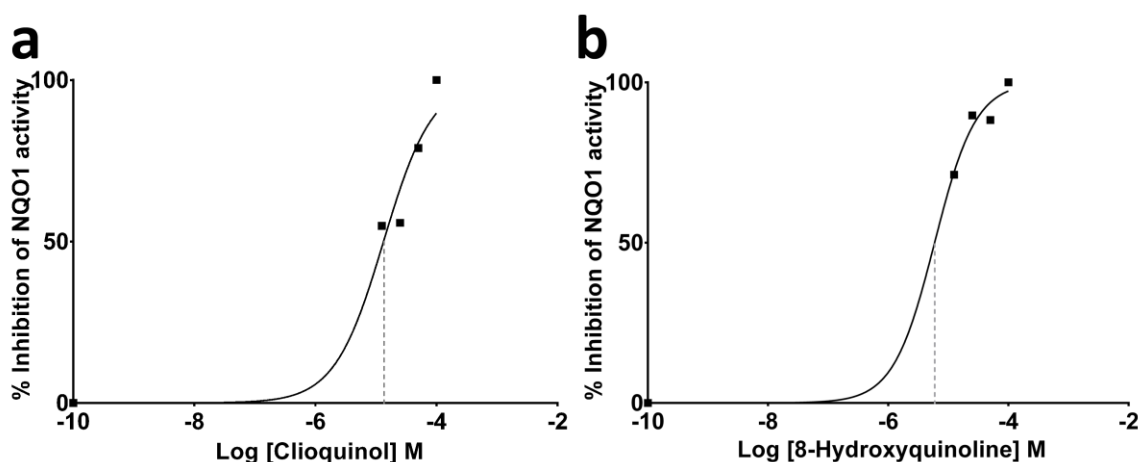 a
% Inhibition of NQO1 activity
100
50
0
-10
-8
-6
-4
-2
Log [Clioquinol] M
b
% Inhibition of NQO1 activity
100
50
0
-10
-8
-6
-4
-2
Log [8-Hydroxyquinoline] M